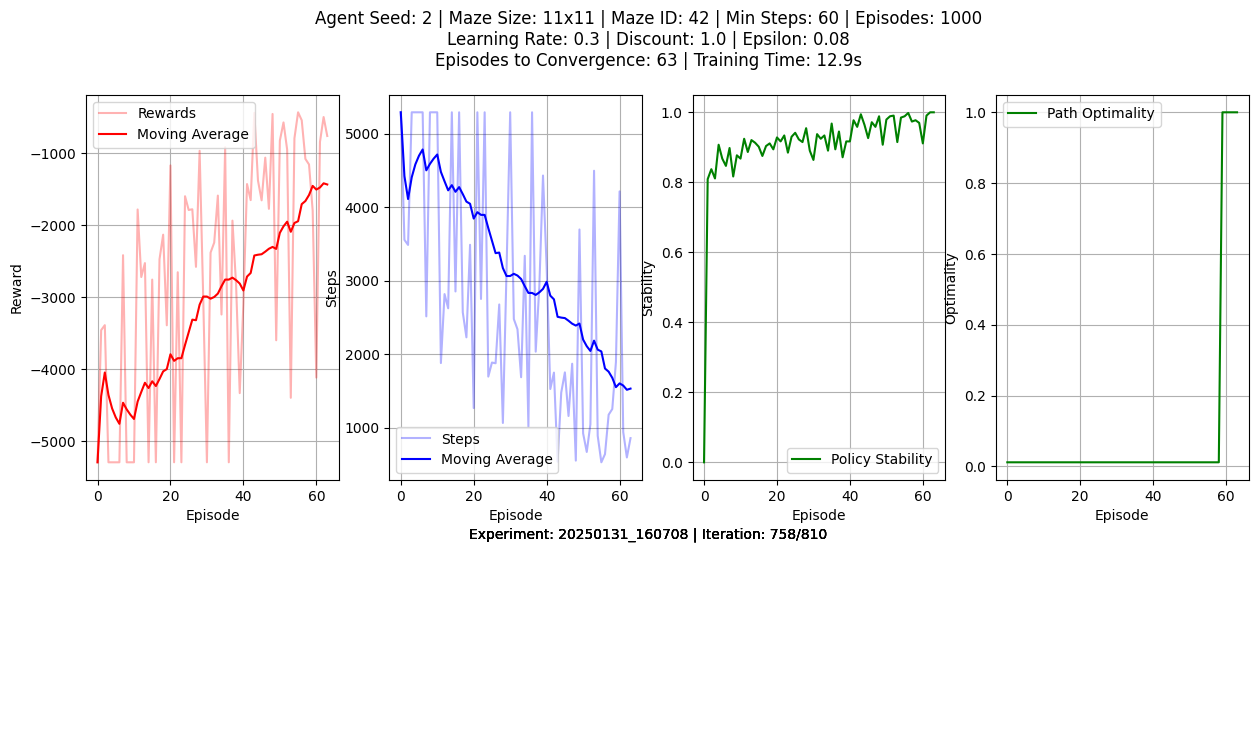 Agent Seed: 2 | Maze Size: 11x11 | Maze ID: 42 | Min Steps: 60 | Episodes: 1000
Learning Rate: 0.3 | Discount: 1.0 | Epsilon: 0.08
Episodes to Convergence: 63 | Training Time: 12.9s
Reward
−1000
−2000
−3000
−4000
−5000
Rewards
Moving Average
0
20
40
60
Episode
Steps
5000
4000
3000
2000
1000
Steps
Moving Average
0
20
40
60
Episode
Stability
1.0
0.8
0.6
0.4
0.2
0.0
Policy Stability
0
20
40
60
Episode
Optimality
1.0
0.8
0.6
0.4
0.2
0.0
Path Optimality
0
20
40
60
Episode
Experiment: 20250131_160708 | Iteration: 758/810